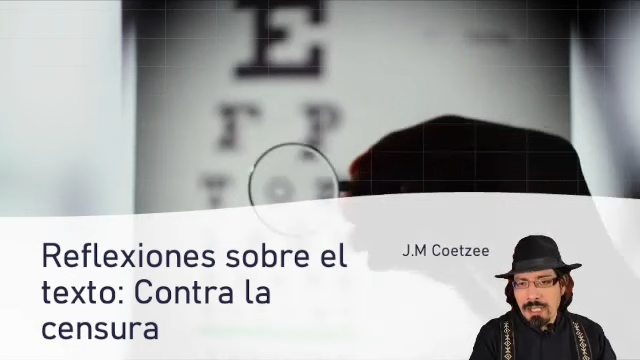 E
F P
T O
Reflexiones sobre el
texto: Contra la
censura
J.M Coetzee